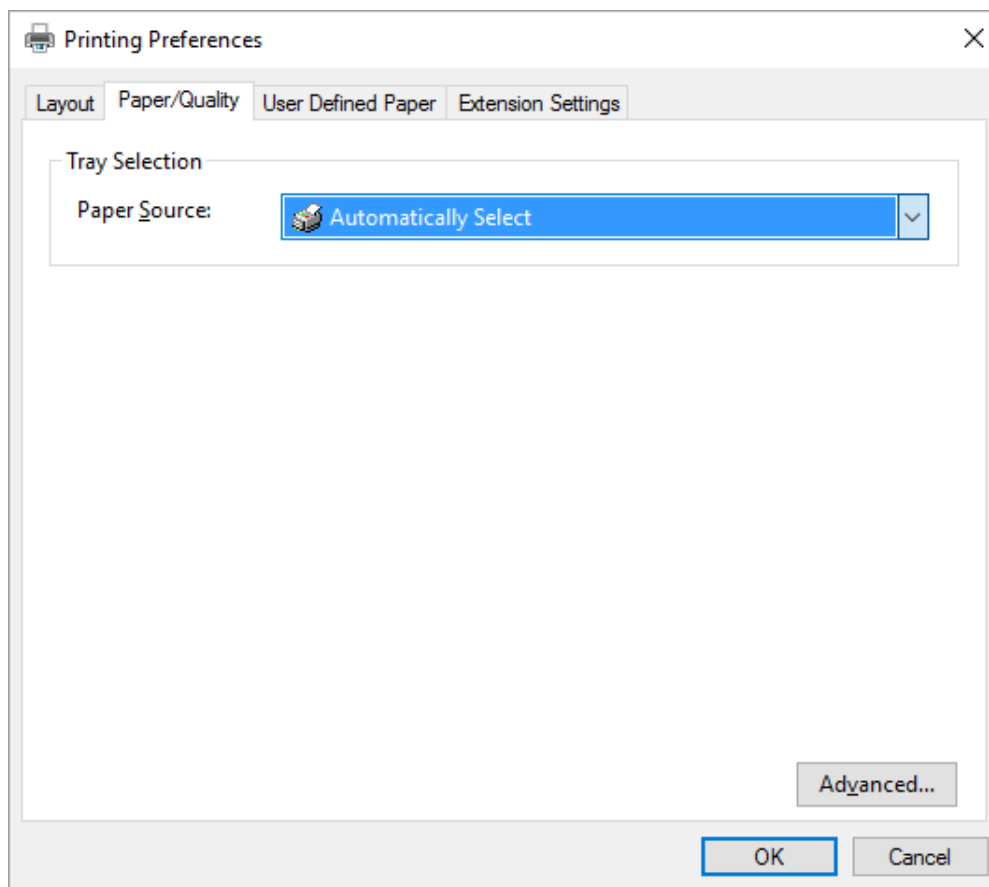 Printing Preferences
Layout Paper/Quality User Defined Paper Extension Settings
Tray Selection
Paper Source: Automatically Select
Advanced...
OK Cancel